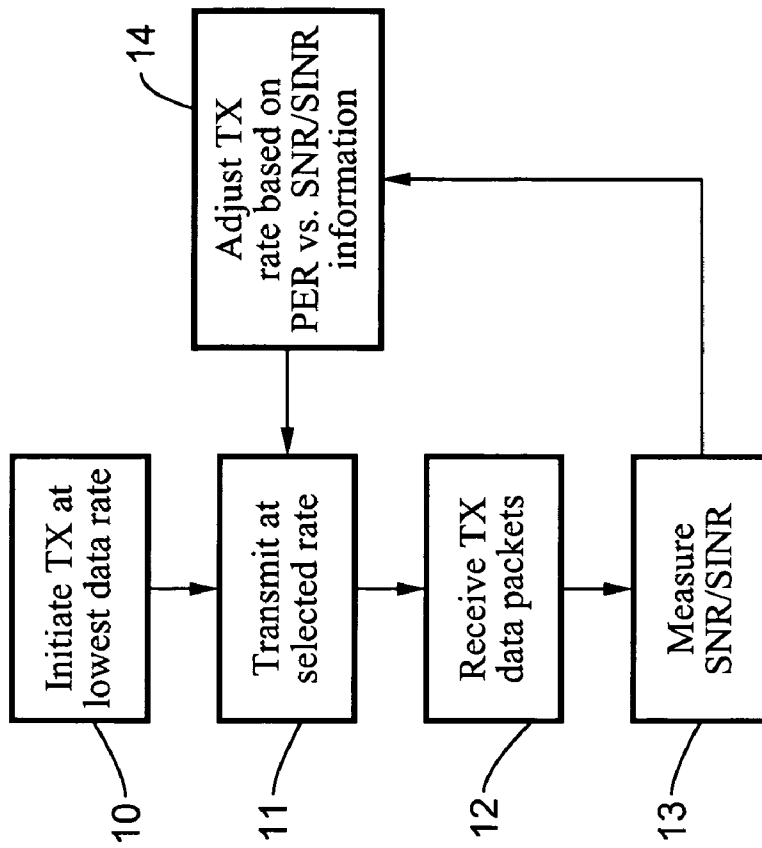 10
Initiate TX at
lowest data rate
11
Transmit at
selected rate
12
Receive TX
data packets
13
Measure
SNR/SINR
14
Adjust TX
rate based on
PER vs. SNR/SINR
information